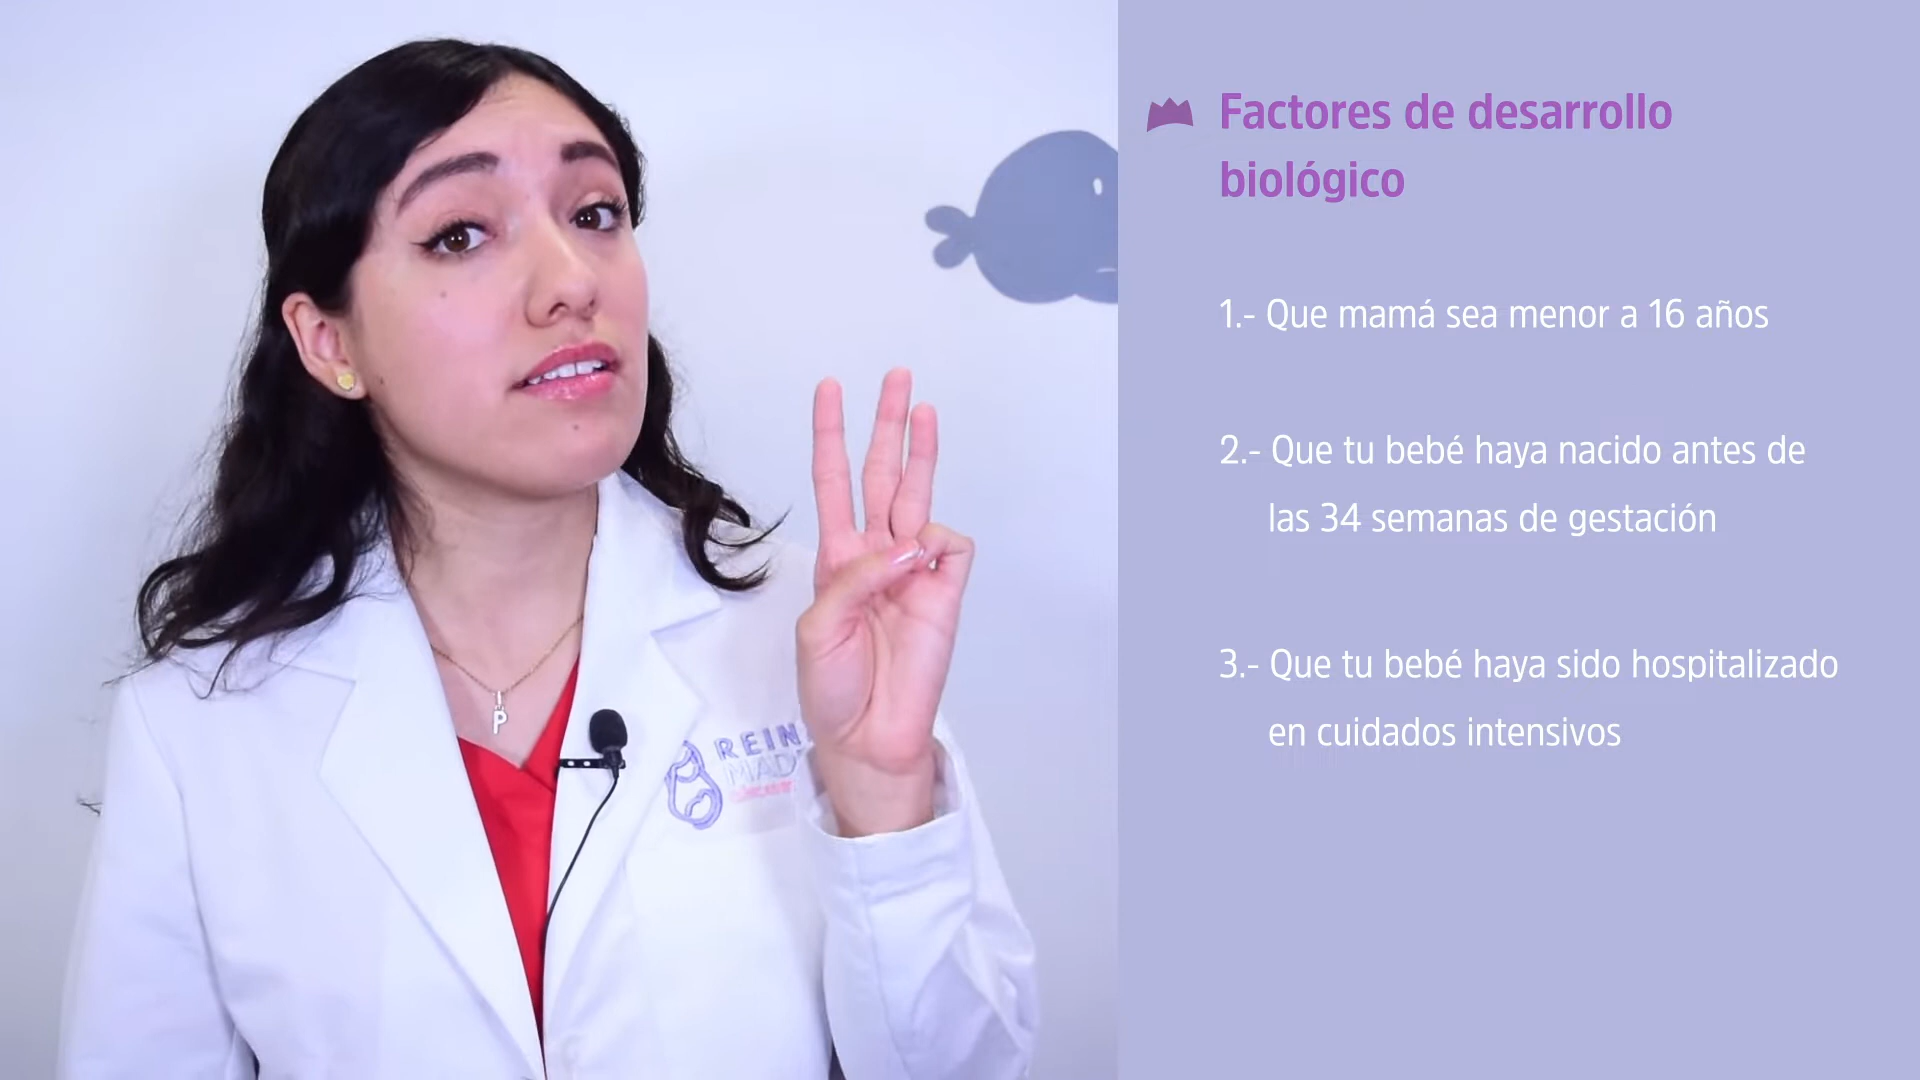 Factores de desarrollo
biológico
1.- Que mamá sea menor a 16 años
2.- Que tu bebé haya nacido antes de
las 34 semanas de gestación
3.- Que tu bebé haya sido hospitalizado
en cuidados intensivos
P